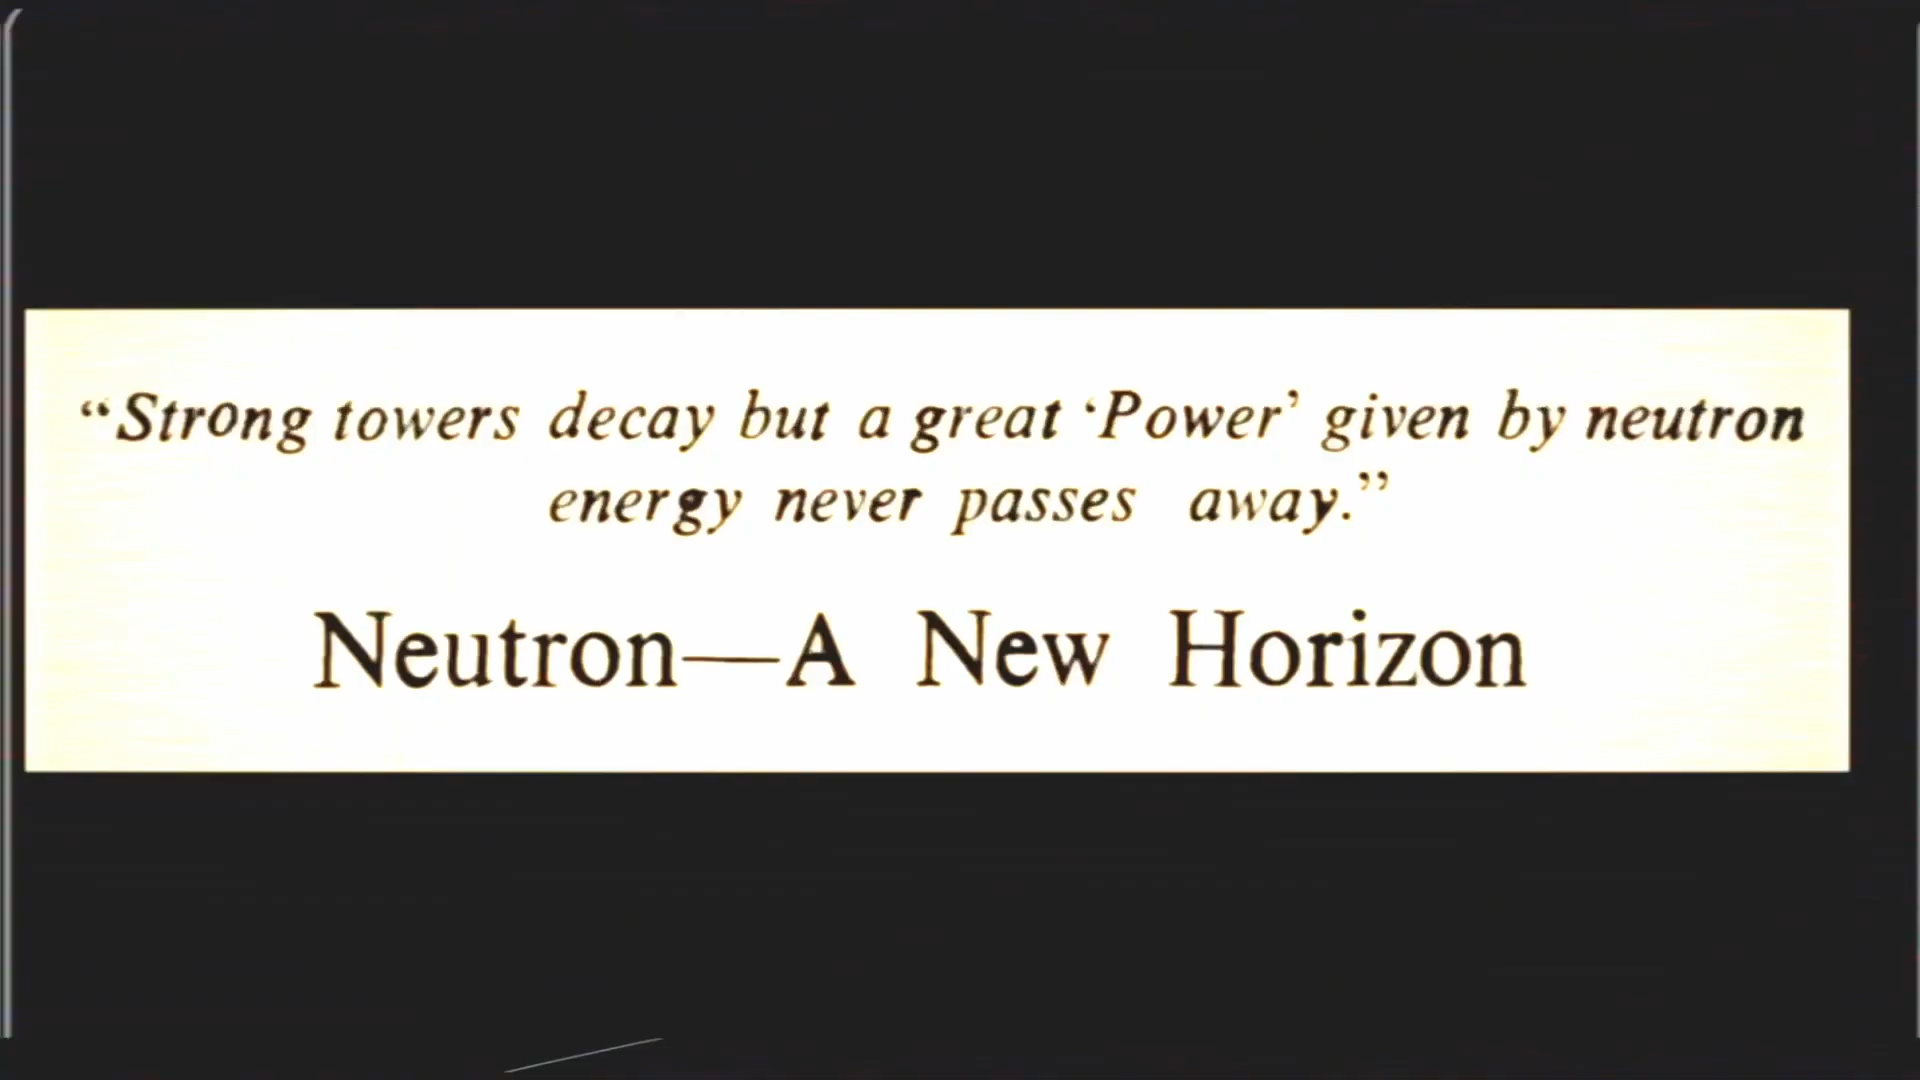 “Strong towers decay but a great ‘Power’ given by neutron
energy never passes away.”
Neutron—A New Horizon